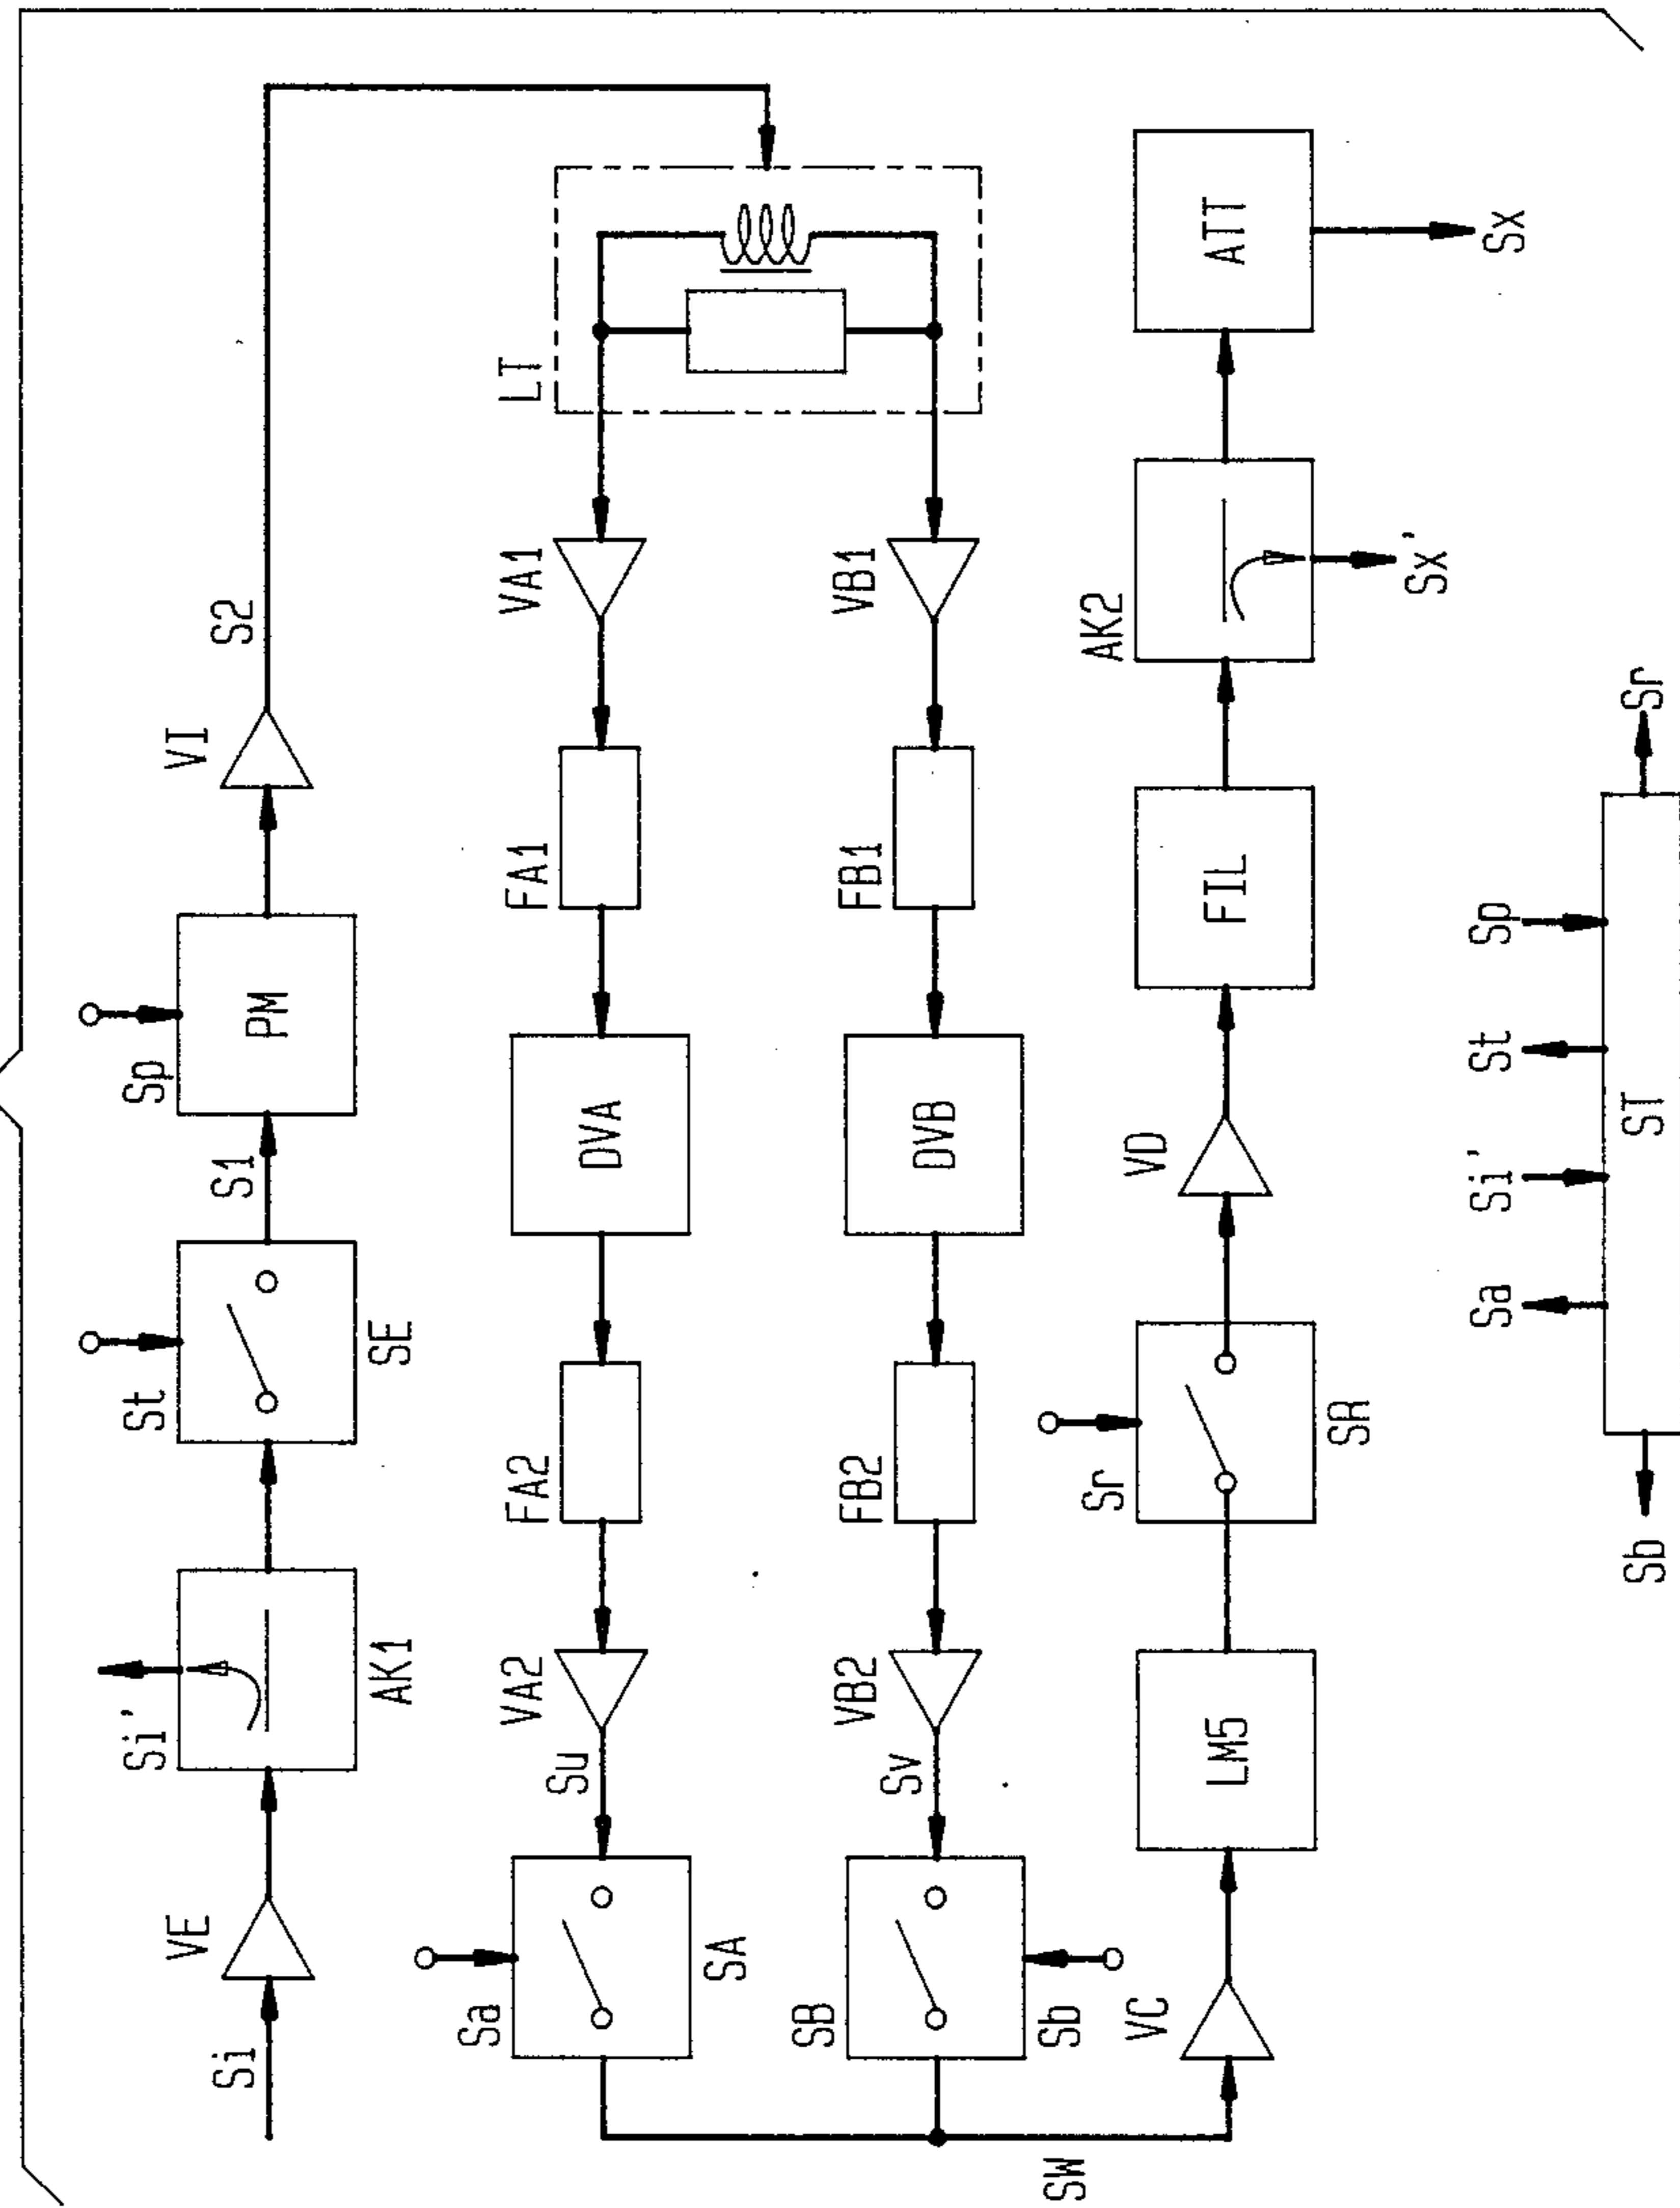 Si
VE
Si'
AK1
St
SE
S1
Sp
PM
VI
S2
LT
VA1
FA1
DVA
FA2
VA2
Su
Sa
SA
VB1
FB1
DVB
FB2
VB2
Sv
SB
Sb
SW
VC
LM5
Sr
SR
VD
FIL
AK2
Sx'
ATT
Sx
Sb
Sa
Si'
St
Sp
Sr
ST